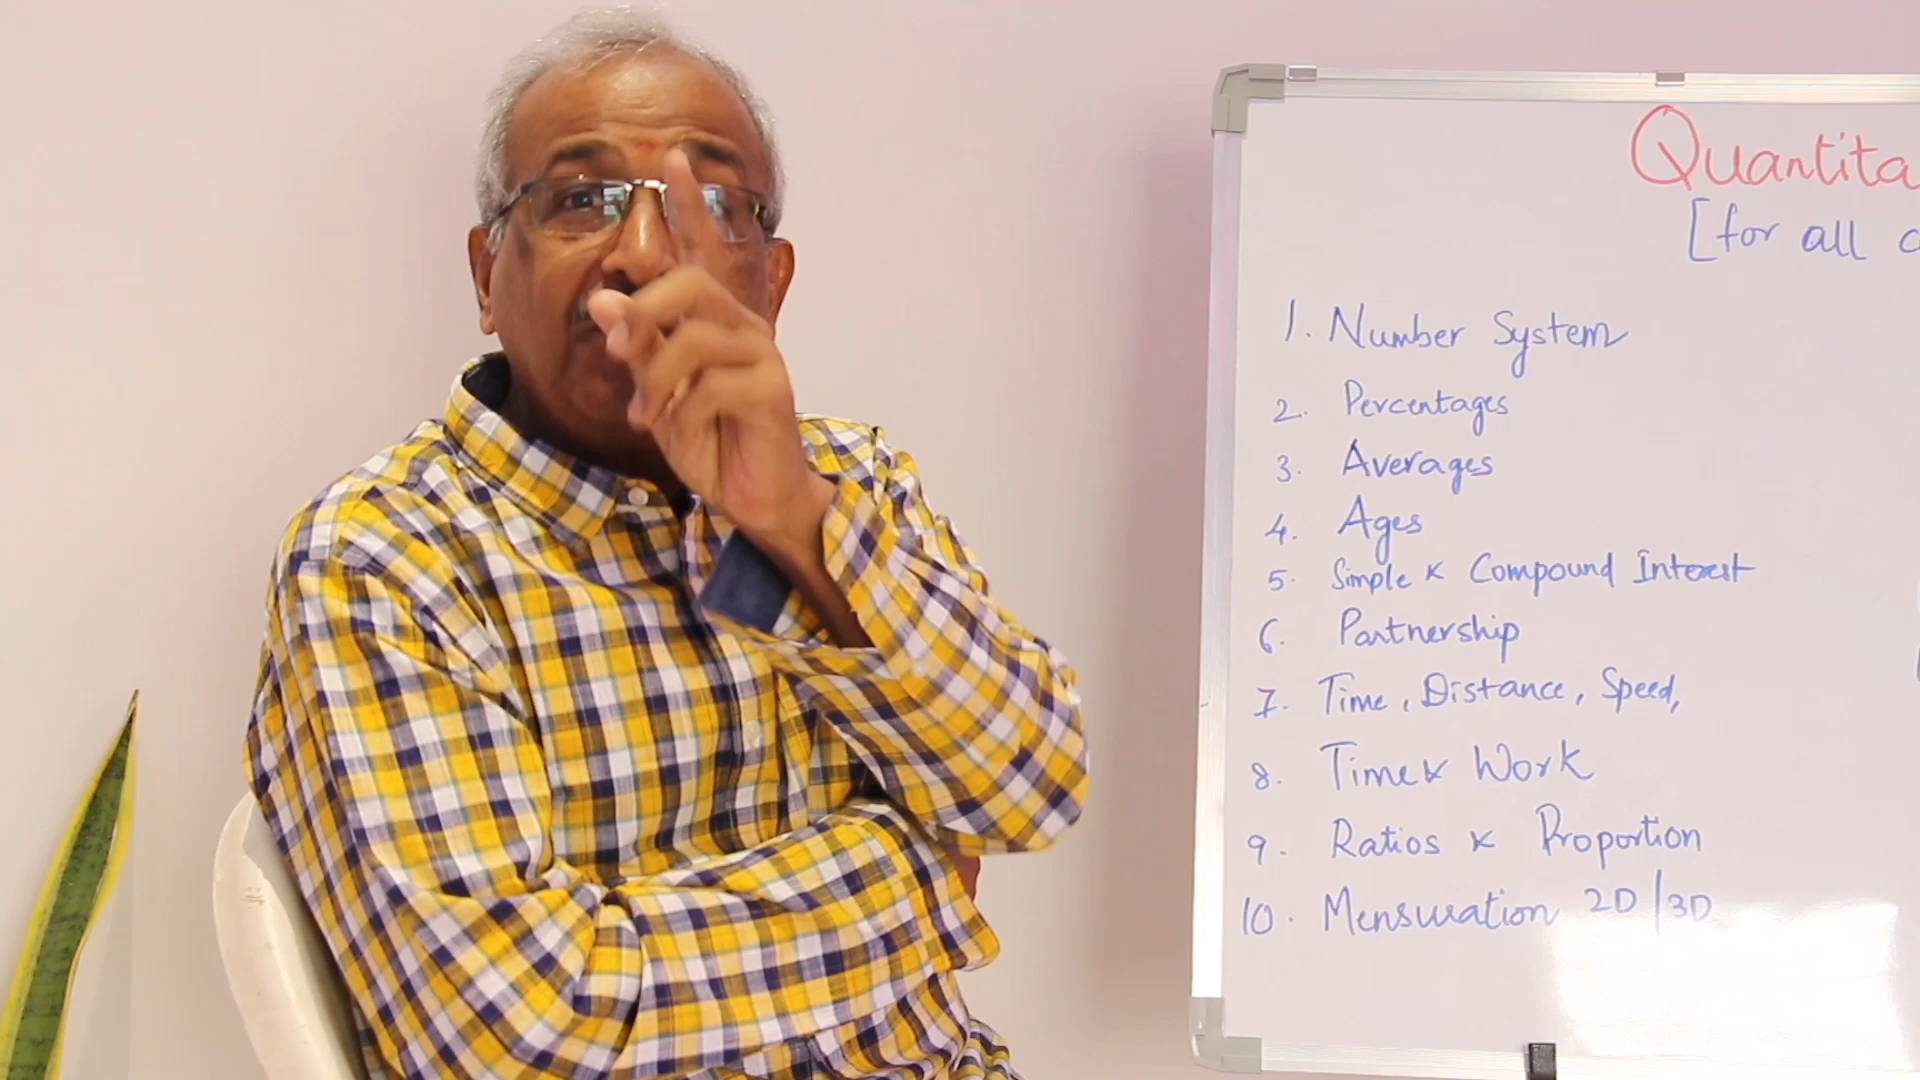 Quantita
[for all c
1. Number System
2. Percentages
3. Averages
4. Ages
5. Simple & Compound Interest
6. Partnership
7. Time, Distance, Speed,
8. Time & Work
9. Ratios & Proportion
10. Mensuration 2D/3D